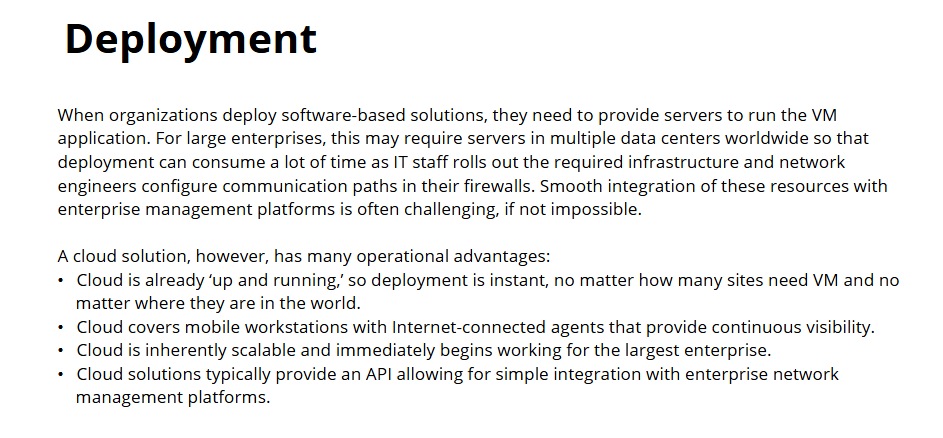 Deployment
When organizations deploy software-based solutions, they need to provide servers to run the VM
application. For large enterprises, this may require servers in multiple data centers worldwide so that
deployment can consume a lot of time as IT staff rolls out the required infrastructure and network
engineers configure communication paths in their firewalls. Smooth integration of these resources with
enterprise management platforms is often challenging, if not impossible.
A cloud solution, however, has many operational advantages:
• Cloud is already ‘up and running,’ so deployment is instant, no matter how many sites need VM and no
matter where they are in the world.
• Cloud covers mobile workstations with Internet-connected agents that provide continuous visibility.
• Cloud is inherently scalable and immediately begins working for the largest enterprise.
• Cloud solutions typically provide an API allowing for simple integration with enterprise network
management platforms.